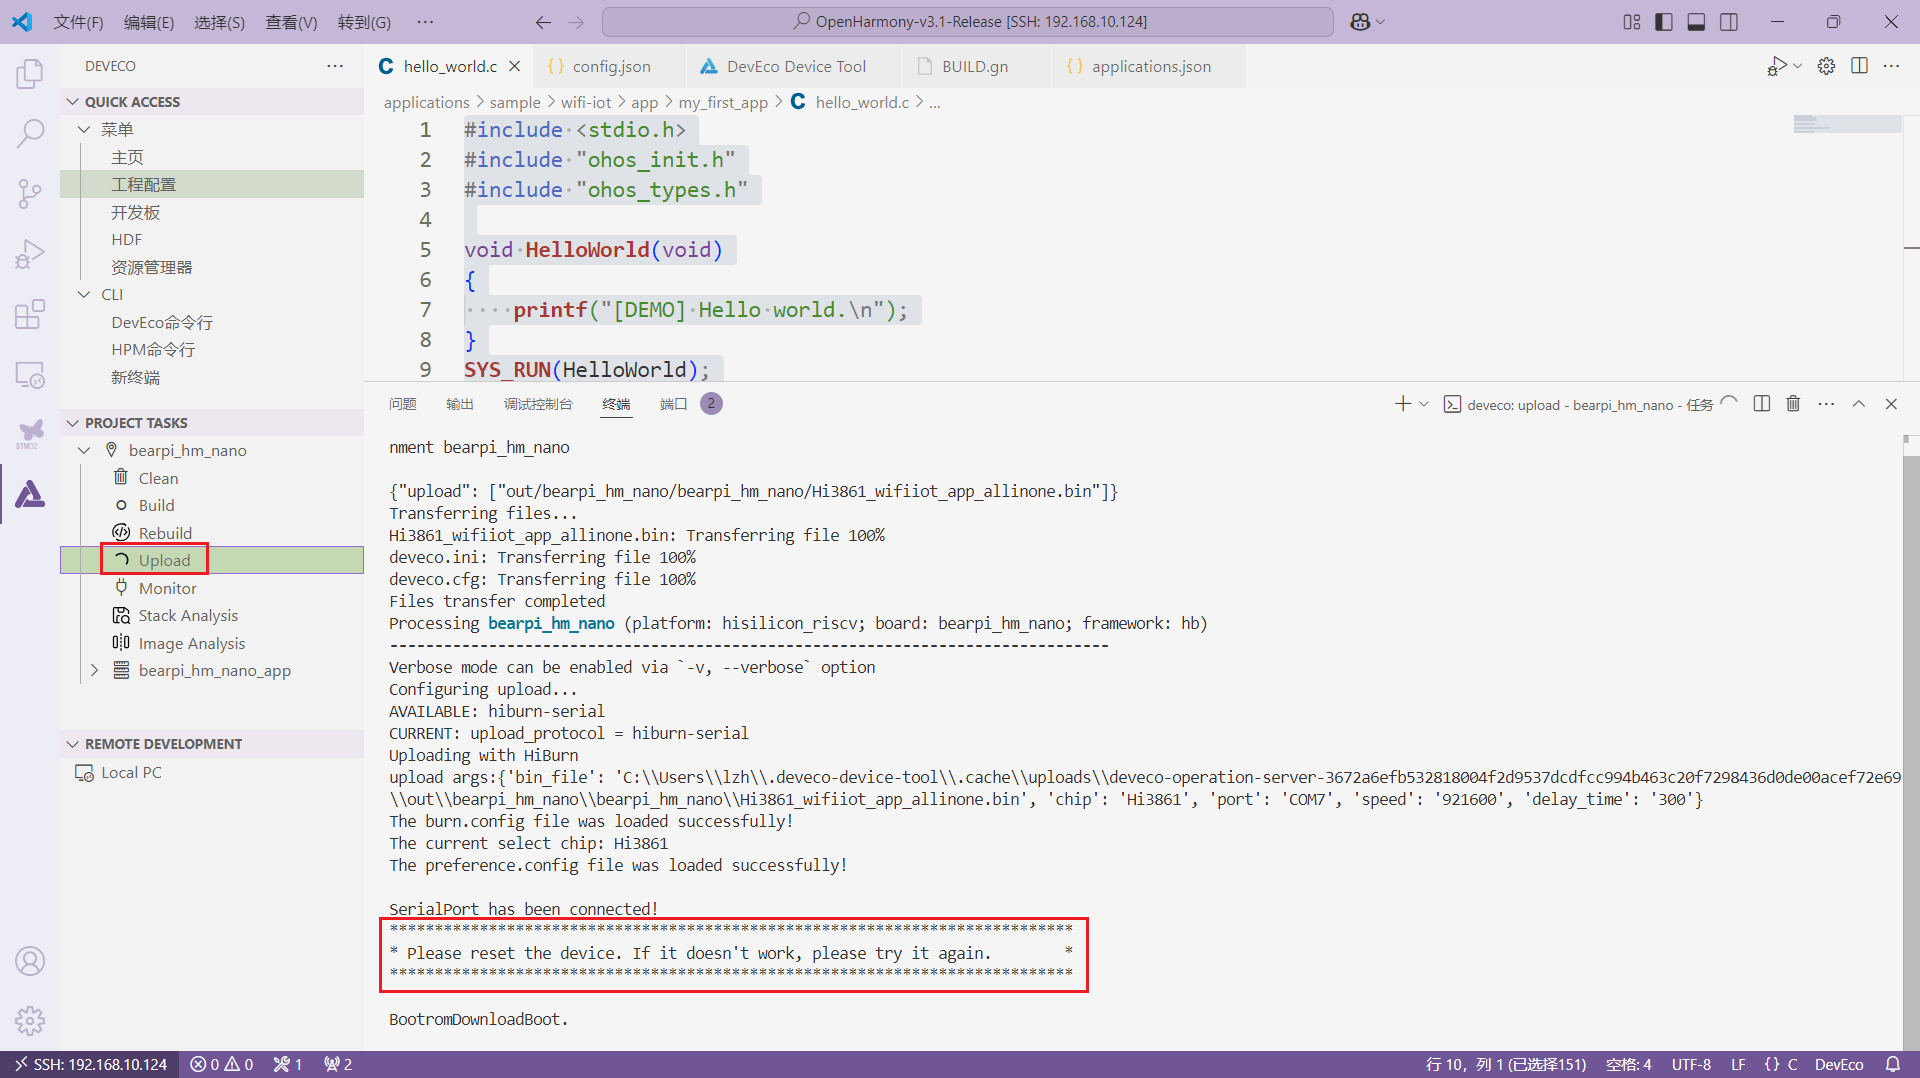 文件(F) 编辑(E) 选择(S) 查看(V) 转到(G) ···
OpenHarmony-v3.1-Release [SSH: 192.168.10.124]
DEVECO ···
QUICK ACCESS
菜单
主页
工程配置
开发板
HDF
资源管理器
CLI
DevEco命令行
HPM命令行
新终端
PROJECT TASKS
bearpi_hm_nano
Clean
Build
Rebuild
Upload
Monitor
Stack Analysis
Image Analysis
bearpi_hm_nano_app
REMOTE DEVELOPMENT
Local PC
STM32
C hello_world.c {} config.json DevEco Device Tool BUILD.gn {} applications.json
applications > sample > wifi-iot > app > my_first_app > C hello_world.c > ...
1 #include <stdio.h>
2 #include "ohos_init.h"
3 #include "ohos_types.h"
4
5 void HelloWorld(void)
6 {
7 ····printf("[DEMO] Hello world.\n");
8 }
9 SYS_RUN(HelloWorld);
问题 输出 调试控制台 终端 端口 2
deveco: upload - bearpi_hm_nano - 任务
nment bearpi_hm_nano
{"upload": ["out/bearpi_hm_nano/bearpi_hm_nano/Hi3861_wifiiot_app_allinone.bin"]}
Transferring files...
Hi3861_wifiiot_app_allinone.bin: Transferring file 100%
deveco.ini: Transferring file 100%
deveco.cfg: Transferring file 100%
Files transfer completed
Processing bearpi_hm_nano (platform: hisilicon_riscv; board: bearpi_hm_nano; framework: hb)
--------------------------------------------------------------------------------
Verbose mode can be enabled via `-v, --verbose` option
Configuring upload...
AVAILABLE: hiburn-serial
CURRENT: upload_protocol = hiburn-serial
Uploading with HiBurn
upload args:{'bin_file': 'C:\\Users\\lzh\\.deveco-device-tool\\.cache\\uploads\\deveco-operation-server-3672a6efb532818004f2d9537dcdfcc994b463c20f7298436d0de00acef72e69
\\out\\bearpi_hm_nano\\bearpi_hm_nano\\Hi3861_wifiiot_app_allinone.bin', 'chip': 'Hi3861', 'port': 'COM7', 'speed': '921600', 'delay_time': '300'}
The burn.config file was loaded successfully!
The current select chip: Hi3861
The preference.config file was loaded successfully!
SerialPort has been connected!
****************************************************************************
* Please reset the device. If it doesn't work, please try it again. *
****************************************************************************
BootromDownloadBoot.
SSH: 192.168.10.124 0 0 1 2
行 10，列 1 (已选择151) 空格: 4 UTF-8 LF {} C DevEco